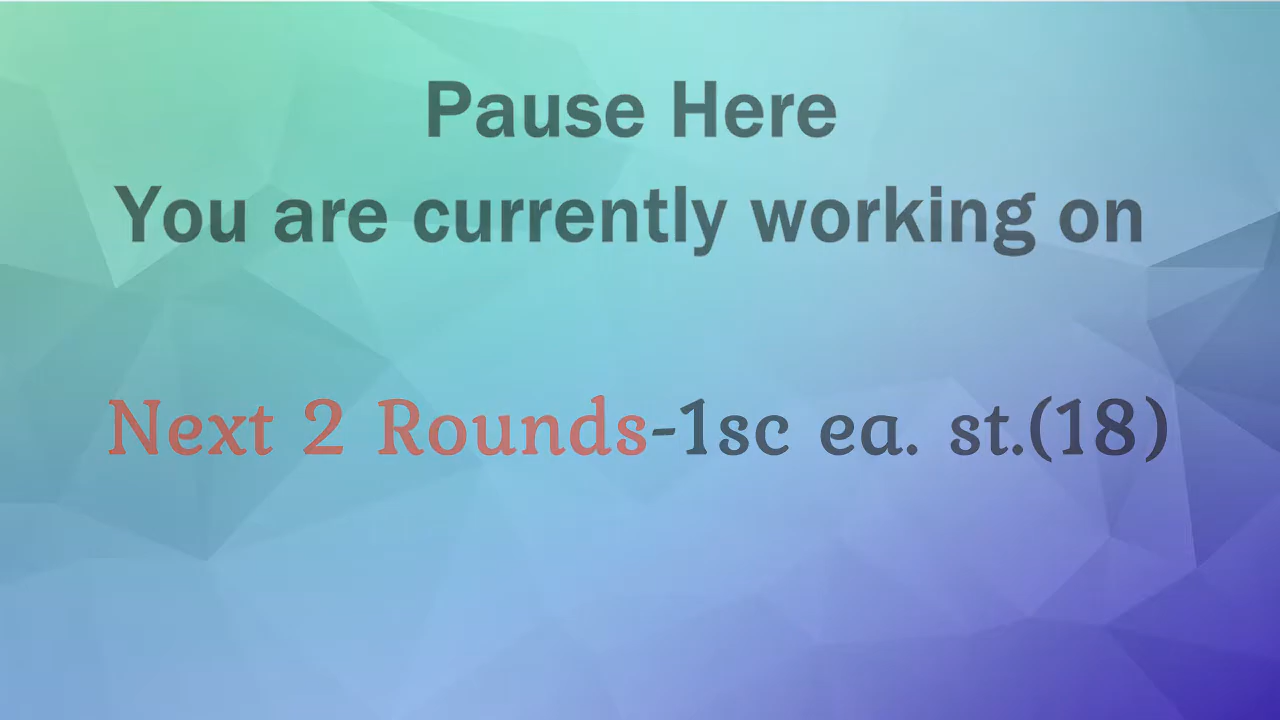 Pause Here
You are currently working on
Next 2 Rounds-1sc ea. st.(18)